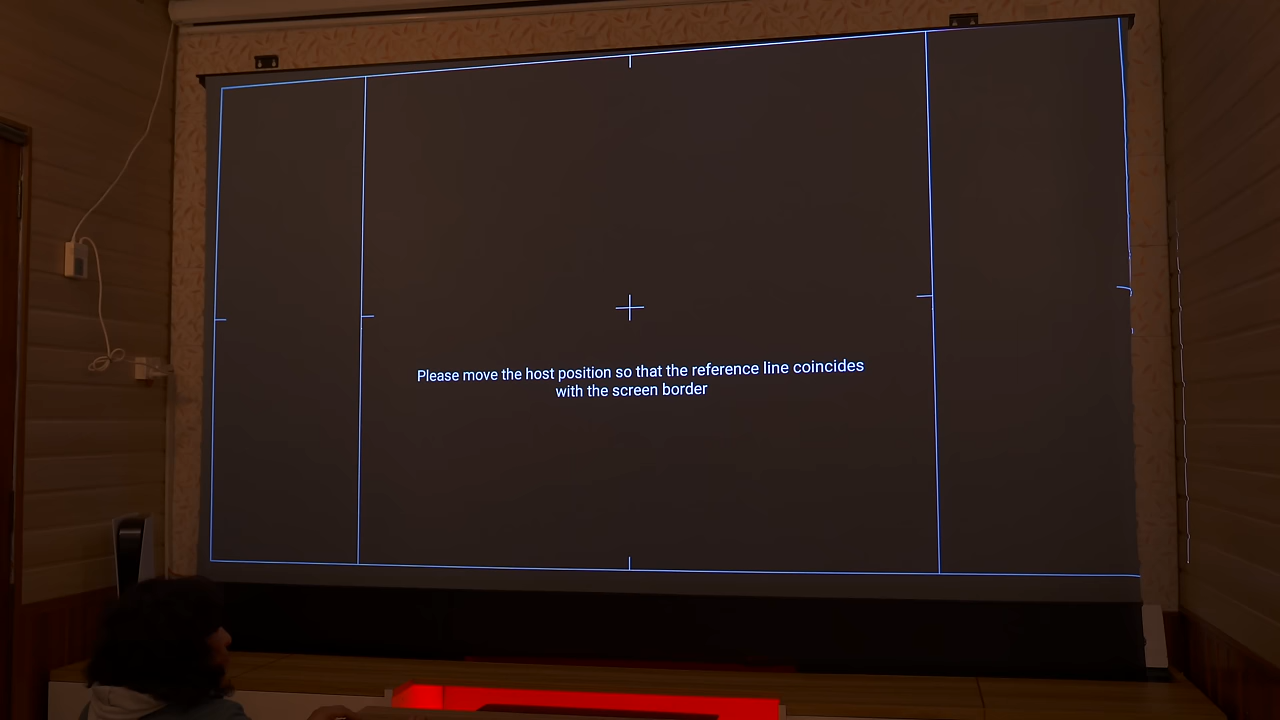 Please move the host position so that the reference line coincides
with the screen border